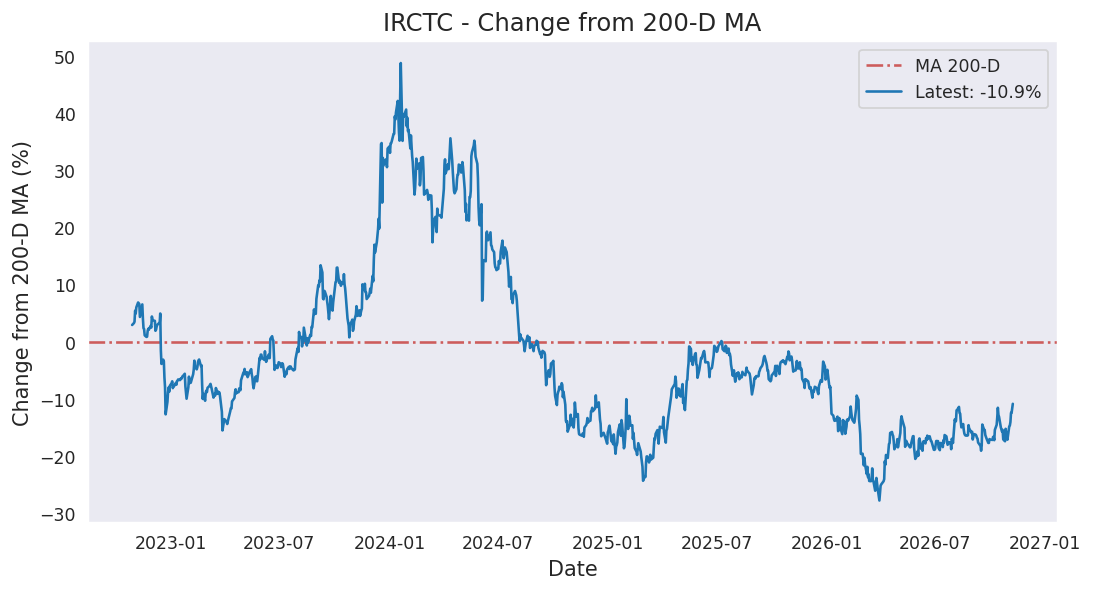 IRCTC - Change from 200-D MA
MA 200-D
Latest: -10.9%
Change from 200-D MA (%)
50
40
30
20
10
0
−10
−20
−30
2023-01 2023-07 2024-01 2024-07 2025-01 2025-07 2026-01 2026-07 2027-01
Date